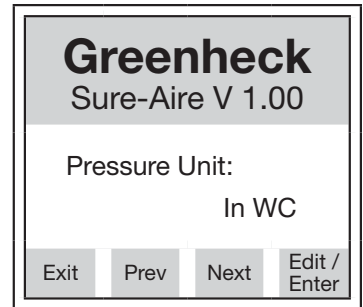 Greenheck
Sure-Aire V 1.00
Pressure Unit:
In WC
Exit Prev Next Edit /
Enter